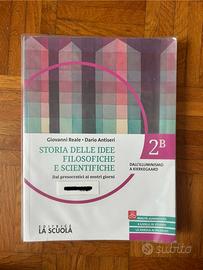 Giovanni Reale - Dario Antiseri
STORIA DELLE IDEE
FILOSOFICHE
E SCIENTIFICHE
Dai presocratici ai nostri giorni
2B
DALL'ILLUMINISMO
A KIERKEGAARD
LA SCUOLA
subito